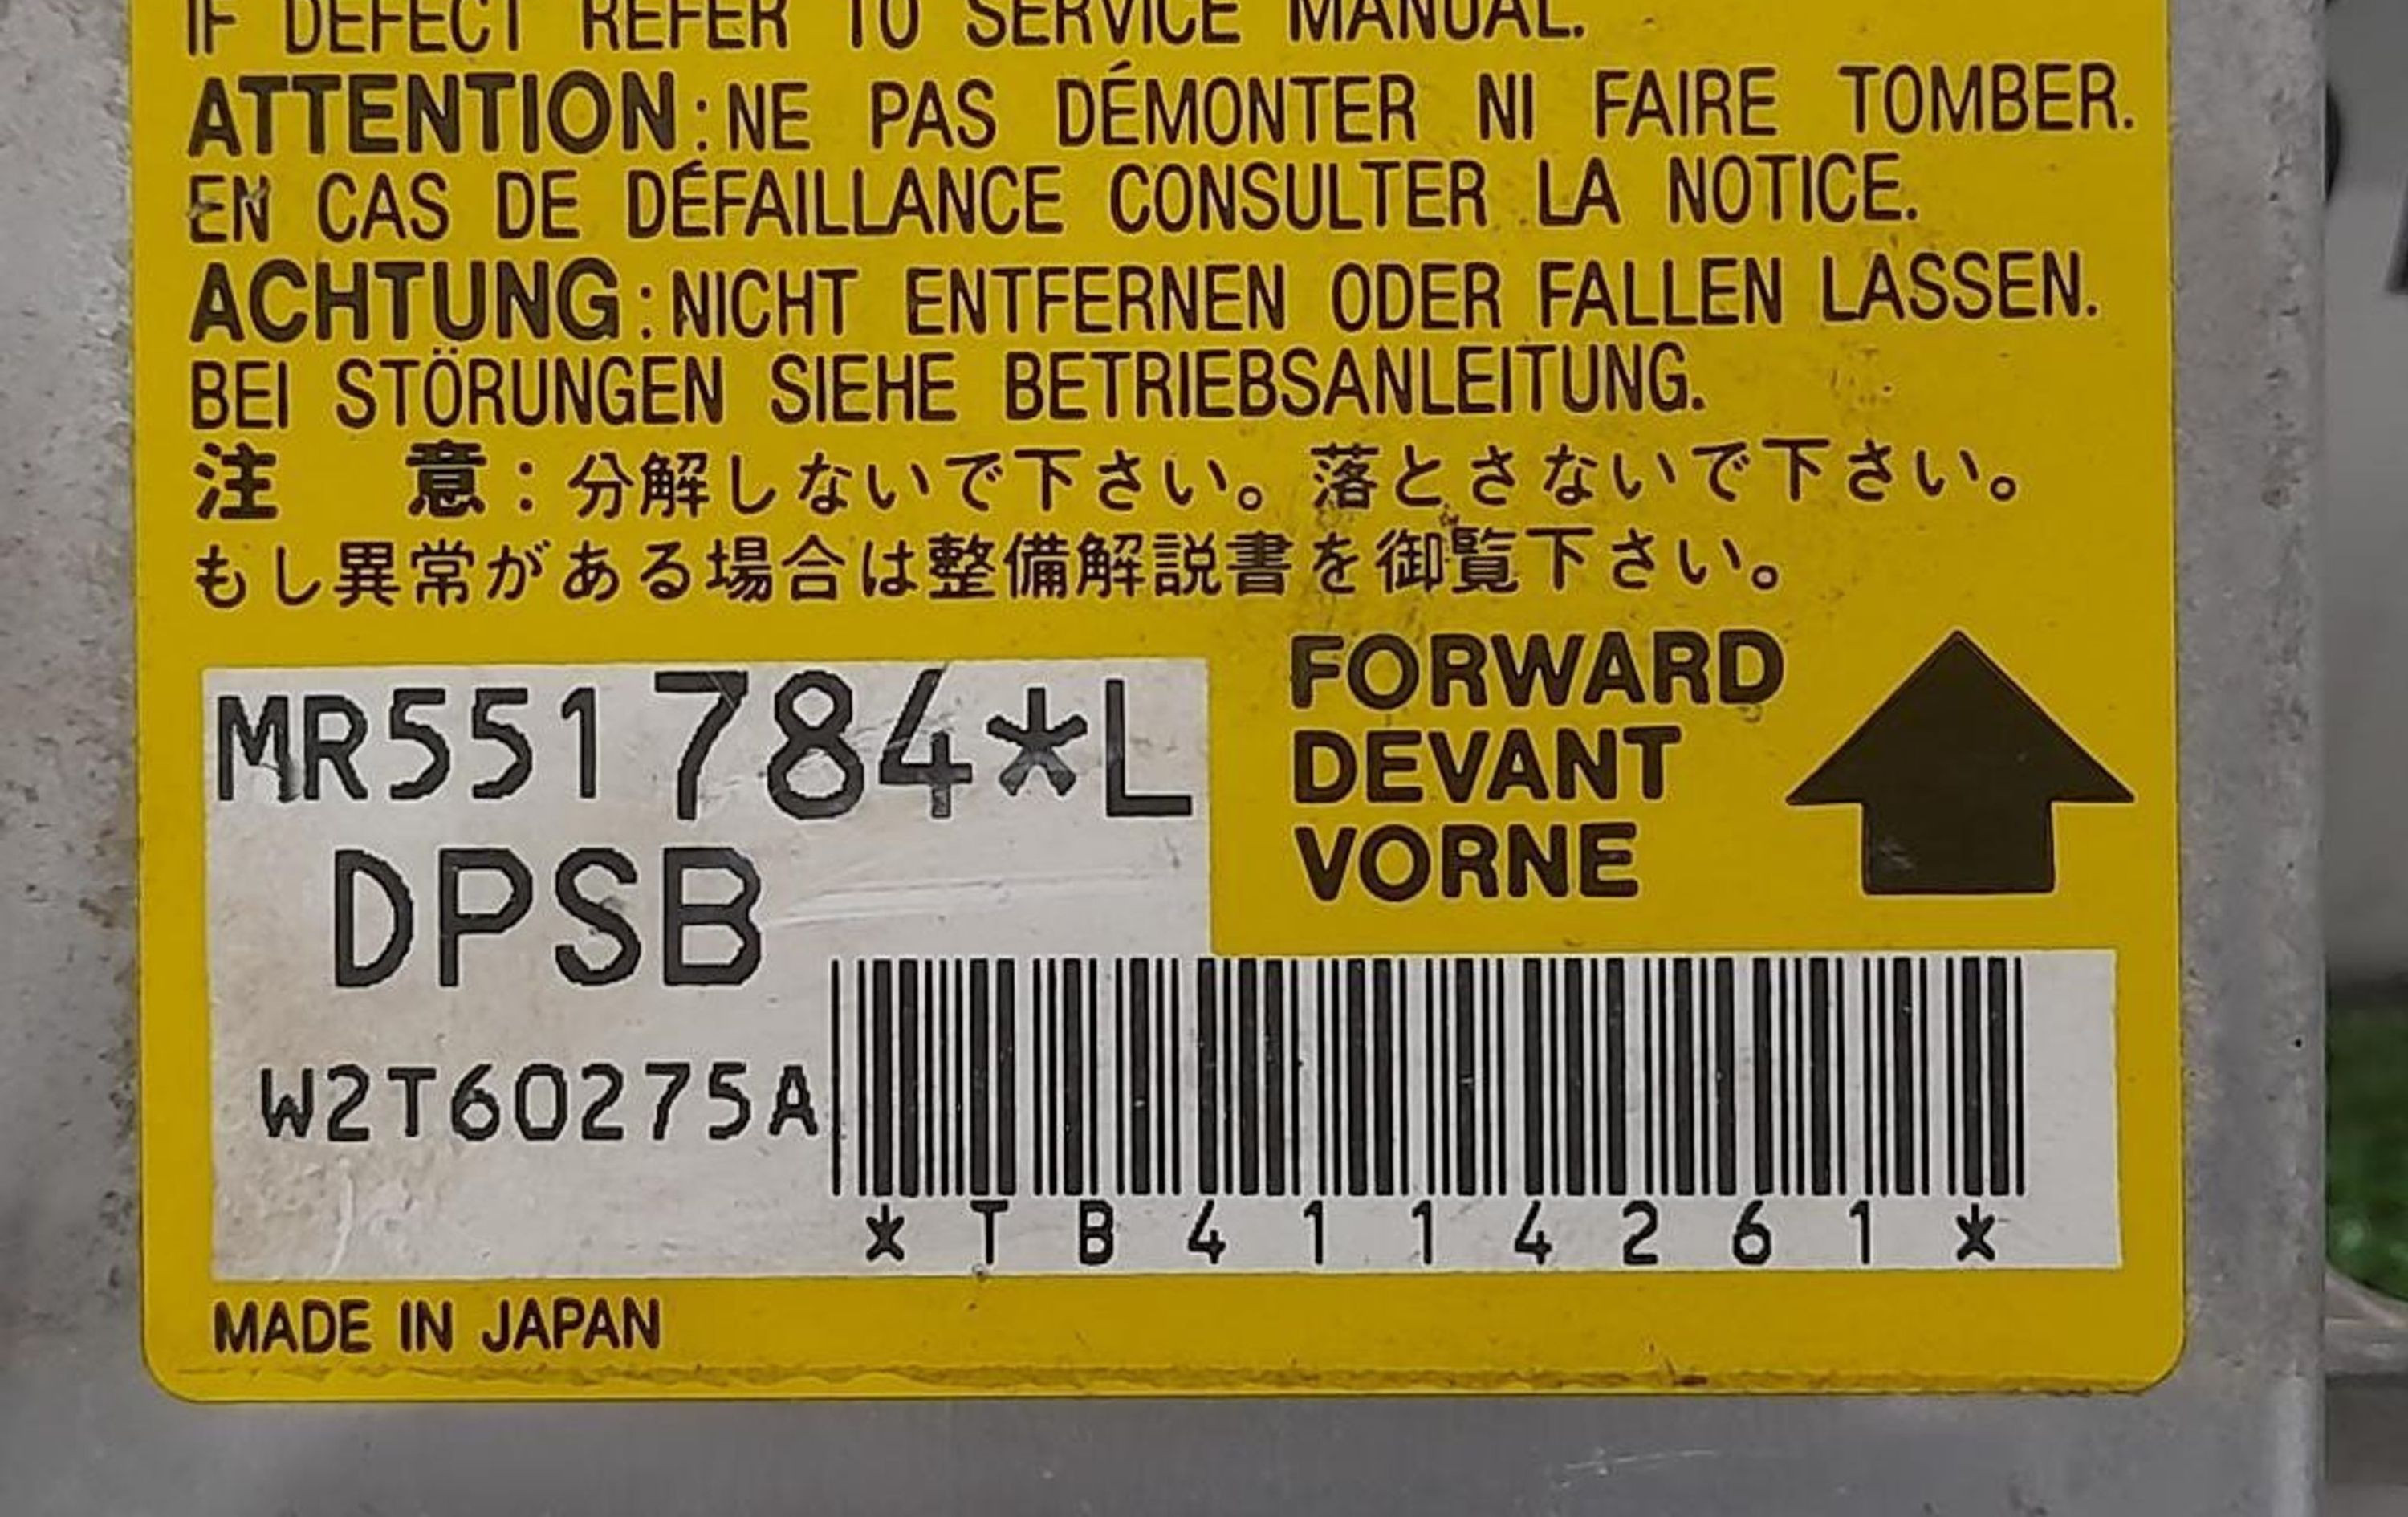 IF DEFECT REFER TO SERVICE MANUAL.
ATTENTION:NE PAS DÉMONTER NI FAIRE TOMBER.
EN CAS DE DÉFAILLANCE CONSULTER LA NOTICE.
ACHTUNG:NICHT ENTFERNEN ODER FALLEN LASSEN.
BEI STÖRUNGEN SIEHE BETRIEBSANLEITUNG.
注 意:分解しないで下さい。落とさないで下さい。
もし異常がある場合は整備解説書を御覧下さい。
MR551784*L
DPSB
W2T60275A
FORWARD
DEVANT
VORNE
*TB4114261*
MADE IN JAPAN